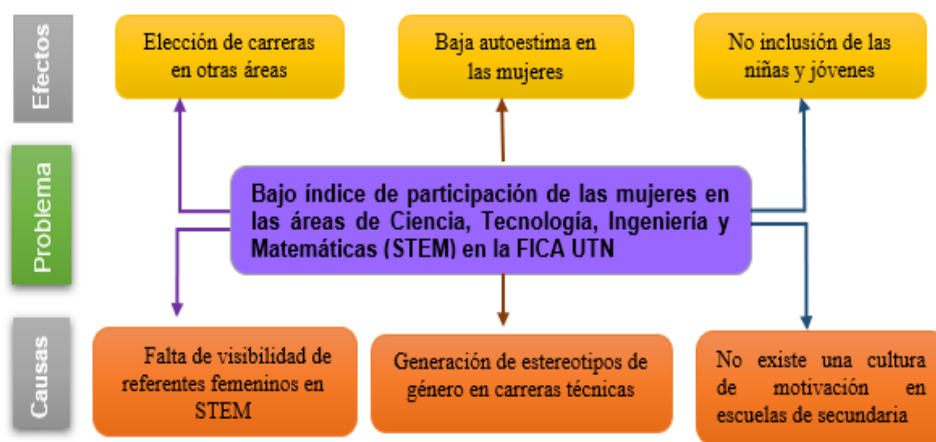 Efectos
Elección de carreras
en otras áreas
Baja autoestima en
las mujeres
No inclusión de las
niñas y jóvenes
Problema
Bajo índice de participación de las mujeres en
las áreas de Ciencia, Tecnología, Ingeniería y
Matemáticas (STEM) en la FICA UTN
Causas
Falta de visibilidad de
referentes femeninos en
STEM
Generación de estereotipos de
género en carreras técnicas
No existe una cultura
de motivación en
escuelas de secundaria